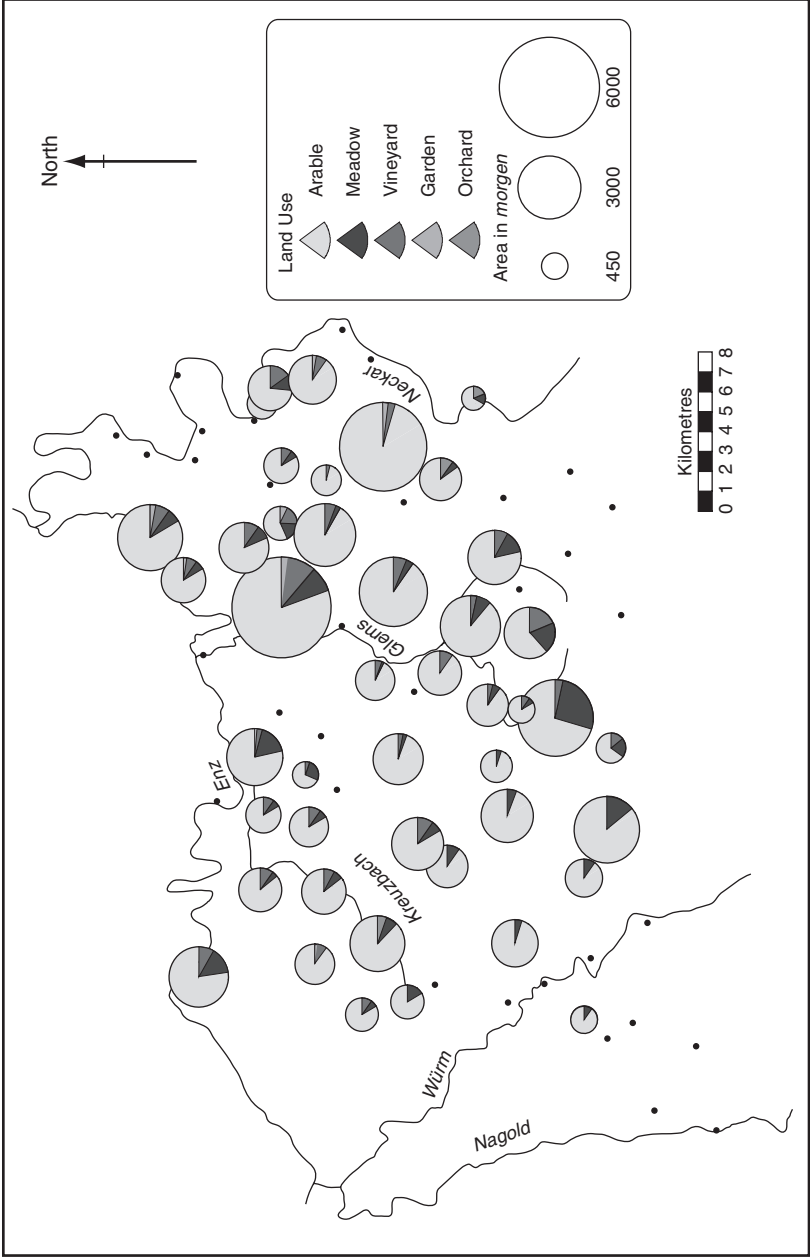 North
Land Use
Arable
Meadow
Vineyard
Garden
Orchard
Area in morgen
450
3000
6000
Neckar
Glems
Enz
Kreuzbach
Würm
Nagold
Kilometres
0 1 2 3 4 5 6 7 8